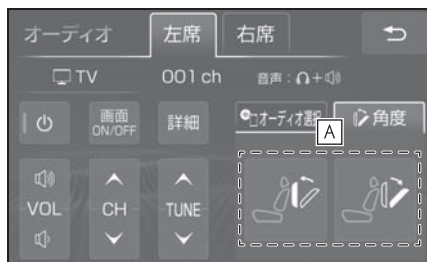 オーディオ 左席 右席
TV 001 ch 音声：+
画面 ON/OFF 詳細 オーディオ選択 A 角度
VOL CH TUNE